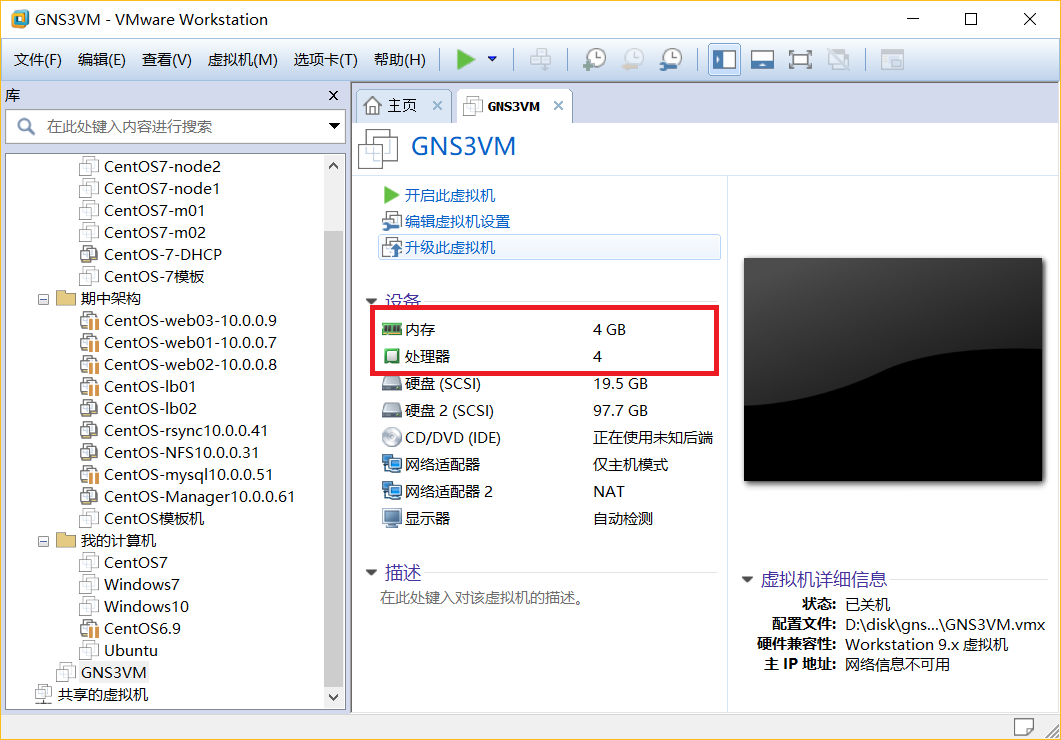 GNS3VM - VMware Workstation
文件(F) 编辑(E) 查看(V) 虚拟机(M) 选项卡(T) 帮助(H)
库
在此处键入内容进行搜索
CentOS7-node2
CentOS7-node1
CentOS7-m01
CentOS7-m02
CentOS-7-DHCP
CentOS-7模板
期中架构
CentOS-web03-10.0.0.9
CentOS-web01-10.0.0.7
CentOS-web02-10.0.0.8
CentOS-lb01
CentOS-lb02
CentOS-rsync10.0.0.41
CentOS-NFS10.0.0.31
CentOS-mysql10.0.0.51
CentOS-Manager10.0.0.61
CentOS模板机
我的计算机
CentOS7
Windows7
Windows10
CentOS6.9
Ubuntu
GNS3VM
共享的虚拟机
主页 GNS3VM
GNS3VM
开启此虚拟机
编辑虚拟机设置
升级此虚拟机
设备
内存 4 GB
处理器 4
硬盘 (SCSI) 19.5 GB
硬盘 2 (SCSI) 97.7 GB
CD/DVD (IDE) 正在使用未知后端
网络适配器 仅主机模式
网络适配器 2 NAT
显示器 自动检测
描述
在此处键入对该虚拟机的描述。
虚拟机详细信息
状态: 已关机
配置文件: D:\disk\gns...\GNS3VM.vmx
硬件兼容性: Workstation 9.x 虚拟机
主 IP 地址: 网络信息不可用